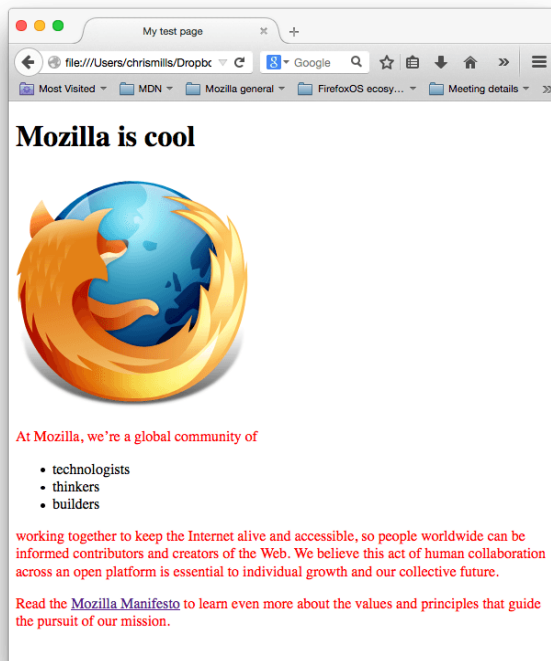 My test page
file:///Users/chrismills/Dropbo
Google
Most Visited
MDN
Mozilla general
FirefoxOS ecosy…
Meeting details
Mozilla is cool
At Mozilla, we’re a global community of
technologists
thinkers
builders
working together to keep the Internet alive and accessible, so people worldwide can be
informed contributors and creators of the Web. We believe this act of human collaboration
across an open platform is essential to individual growth and our collective future.
Read the Mozilla Manifesto to learn even more about the values and principles that guide
the pursuit of our mission.